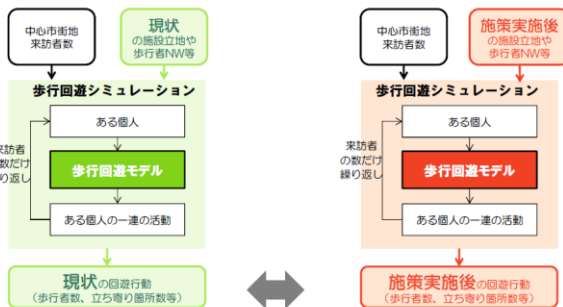 中心市街地
来訪者数
現状
の施設立地や
歩行者NW等
歩行回遊シミュレーション
ある個人
来訪者
数だけ
り返し
歩行回遊モデル
ある個人の一連の活動
現状の回遊行動
(歩行者数、立ち寄り箇所数等)
中心市街地
来訪者数
施策実施後
の施設立地や
歩行者NW等
歩行回遊シミュレーション
ある個人
来訪者
の数だけ
繰り返し
歩行回遊モデル
ある個人の一連の活動
施策実施後の回遊行動
(歩行者数、立ち寄り箇所数等)